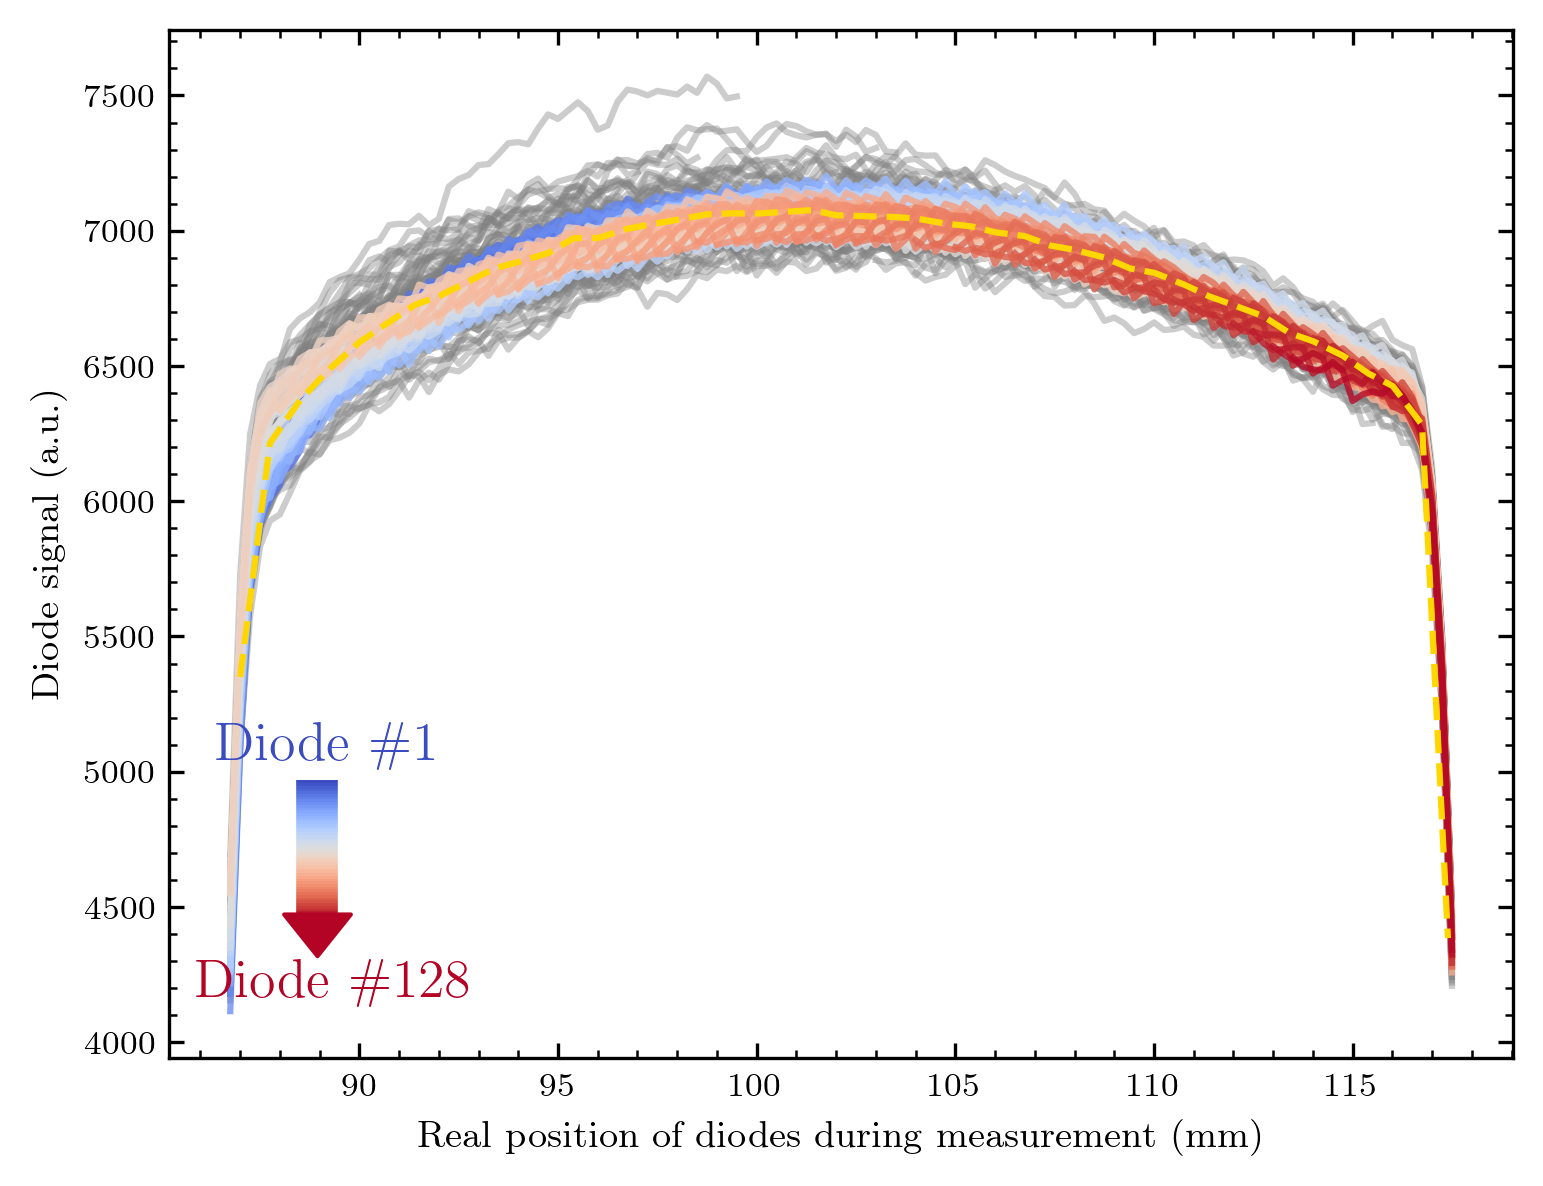 7500
7000
6500
6000
5500
5000
4500
4000
Diode signal (a.u.)
Diode #1
Diode #128
90 95 100 105 110 115
Real position of diodes during measurement (mm)